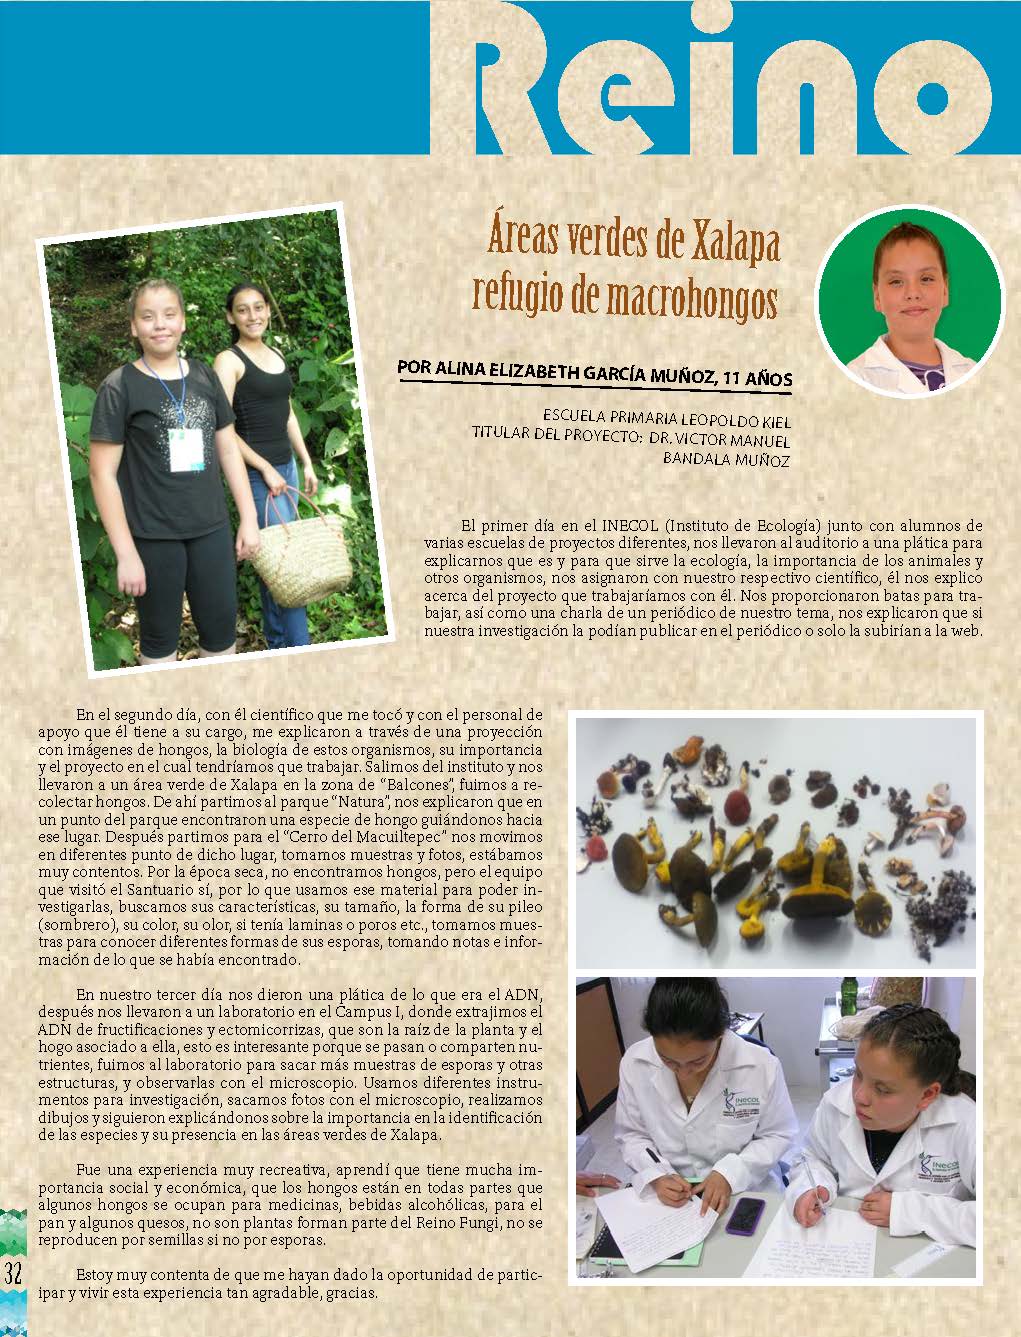 Reino
Áreas verdes de Xalapa
refugio de macrohongos
POR ALINA ELIZABETH GARCÍA MUÑOZ, 11 AÑOS
ESCUELA PRIMARIA LEOPOLDO KIEL
TITULAR DEL PROYECTO: DR. VICTOR MANUEL
BANDALA MUÑOZ
El primer día en el INECOL (Instituto de Ecología) junto con alumnos de
varias escuelas de proyectos diferentes, nos llevaron al auditorio a una plática para
explicarnos que es y para que sirve la ecología, la importancia de los animales y
otros organismos, nos asignaron con nuestro respectivo científico, él nos explico
acerca del proyecto que trabajaríamos con él. Nos proporcionaron batas para tra-
bajar, así como una charla de un periódico de nuestro tema, nos explicaron que si
nuestra investigación la podían publicar en el periódico o solo la subirían a la web.
En el segundo día, con él científico que me tocó y con el personal de
apoyo que él tiene a su cargo, me explicaron a través de una proyección
con imágenes de hongos, la biología de estos organismos, su importancia
y el proyecto en el cual tendríamos que trabajar. Salimos del instituto y nos
llevaron a un área verde de Xalapa en la zona de "Balcones", fuimos a re-
colectar hongos. De ahí partimos al parque "Natura", nos explicaron que en
un punto del parque encontraron una especie de hongo guiándonos hacia
ese lugar. Después partimos para el "Cerro del Macuiltepec" nos movimos
en diferentes punto de dicho lugar, tomamos muestras y fotos, estábamos
muy contentos. Por la época seca, no encontramos hongos, pero el equipo
que visitó el Santuario sí, por lo que usamos ese material para poder in-
vestigarlas, buscamos sus características, su tamaño, la forma de su pileo
(sombrero), su color, su olor, si tenía laminas o poros etc., tomamos mues-
tras para conocer diferentes formas de sus esporas, tomando notas e infor-
mación de lo que se había encontrado.
En nuestro tercer día nos dieron una plática de lo que era el ADN,
después nos llevaron a un laboratorio en el Campus I, donde extrajimos el
ADN de fructificaciones y ectomicorrizas, que son la raíz de la planta y el
hogo asociado a ella, esto es interesante porque se pasan o comparten nu-
trientes, fuimos al laboratorio para sacar más muestras de esporas y otras
estructuras, y observarlas con el microscopio. Usamos diferentes instru-
mentos para investigación, sacamos fotos con el microscopio, realizamos
dibujos y siguieron explicándonos sobre la importancia en la identificación
de las especies y su presencia en las áreas verdes de Xalapa.
Fue una experiencia muy recreativa, aprendí que tiene mucha im-
portancia social y económica, que los hongos están en todas partes que
algunos hongos se ocupan para medicinas, bebidas alcohólicas, para el
pan y algunos quesos, no son plantas forman parte del Reino Fungi, no se
reproducen por semillas si no por esporas.
Estoy muy contenta de que me hayan dado la oportunidad de partic-
ipar y vivir esta experiencia tan agradable, gracias.
INECOL
INECOL
32